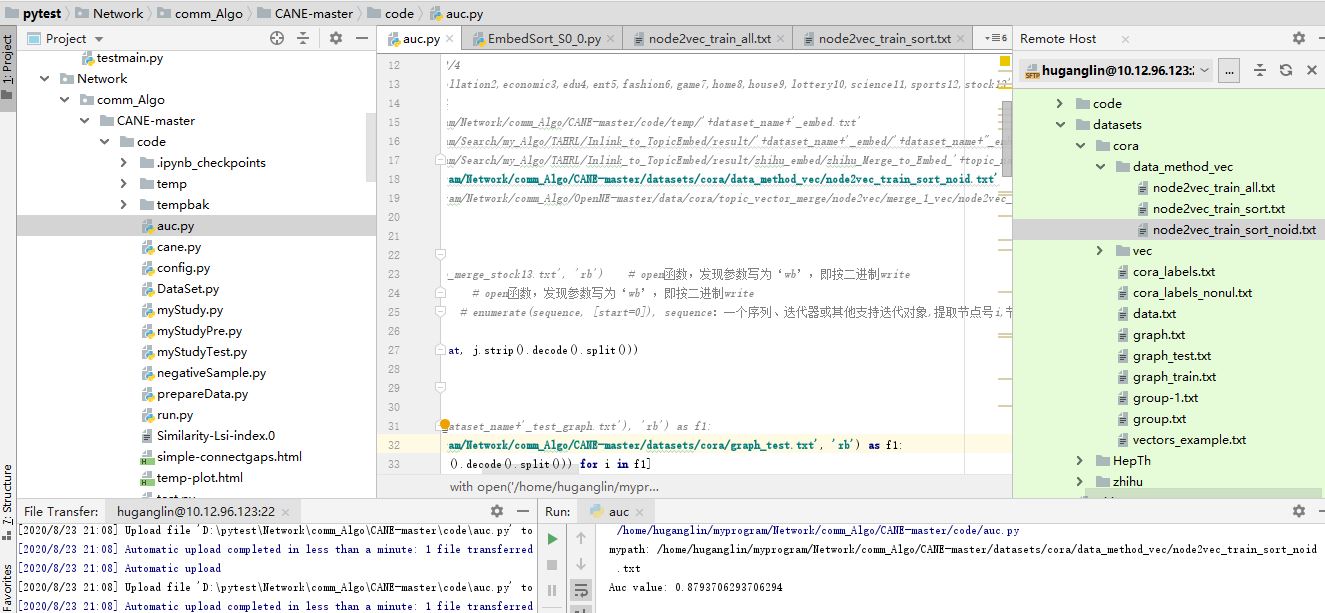 pytest Network comm_Algo CANE-master code auc.py
1: Project
Project
testmain.py
Network
comm_Algo
CANE-master
code
.ipynb_checkpoints
temp
tempbak
auc.py
cane.py
config.py
DataSet.py
myStudy.py
myStudyPre.py
myStudyTest.py
negativeSample.py
prepareData.py
run.py
Similarity-Lsi-index.0
simple-connectgaps.html
temp-plot.html
auc.py EmbedSort_S0_0.py node2vec_train_all.txt node2vec_train_sort.txt 6
12 '/4
13 llation2,economic3,edu4,ent5,fashion6,game7,home8,house9,lottery10,science11,sports12,stock13'
14
15 am/Network/comm_Algo/CANE-master/code/temp/'+dataset_name+'_embed.txt'
16 am/Search/my_Algo/TAHRL/Inlink_to_TopicEmbed/result/'+dataset_name+'_embed/'+dataset_name+"_emb
17 am/Search/my_Algo/TAHRL/Inlink_to_TopicEmbed/result/zhihu_embed/zhihu_Merge_to_Embed_'+topic_na
18 am/Network/comm_Algo/CANE-master/datasets/cora/data_method_vec/node2vec_train_sort_noid.txt'
19 am/Network/comm_Algo/OpenNE-master/data/cora/topic_vector_merge/node2vec/merge_1_vec/node2vec_
20
21
22
23 _merge_stock13.txt', 'rb') # open函数，发现参数写为‘wb’，即按二进制write
24 # open函数，发现参数写为‘wb’，即按二进制write
25 # enumerate(sequence, [start=0]), sequence：一个序列、迭代器或其他支持迭代对象,提取节点号i,节
26
27 at, j.strip().decode().split()))
28
29
30
31 ataset_name+'_test_graph.txt'), 'rb') as f1:
32 am/Network/comm_Algo/CANE-master/datasets/cora/graph_test.txt', 'rb') as f1:
33 ().decode().split())) for i in f1]
with open('/home/huganglin/mypr...
Remote Host
huganglin@10.12.96.123: ...
code
datasets
cora
data_method_vec
node2vec_train_all.txt
node2vec_train_sort.txt
node2vec_train_sort_noid.txt
vec
cora_labels.txt
cora_labels_nonul.txt
data.txt
graph.txt
graph_test.txt
graph_train.txt
group-1.txt
group.txt
vectors_example.txt
HepTh
zhihu
7: Structure
Favorites
File Transfer: huganglin@10.12.96.123:22
[2020/8/23 21:08] Upload file 'D:\pytest\Network\comm_Algo\CANE-master\code\auc.py' to
[2020/8/23 21:08] Automatic upload completed in less than a minute: 1 file transferred
[2020/8/23 21:08] Automatic upload
[2020/8/23 21:08] Upload file 'D:\pytest\Network\comm_Algo\CANE-master\code\auc.py' to
[2020/8/23 21:08] Automatic upload completed in less than a minute: 1 file transferred
Run: auc
/home/huganglin/myprogram/Network/comm_Algo/CANE-master/code/auc.py
mypath: /home/huganglin/myprogram/Network/comm_Algo/CANE-master/datasets/cora/data_method_vec/node2vec_train_sort_noid
.txt
Auc value: 0.8793706293706294